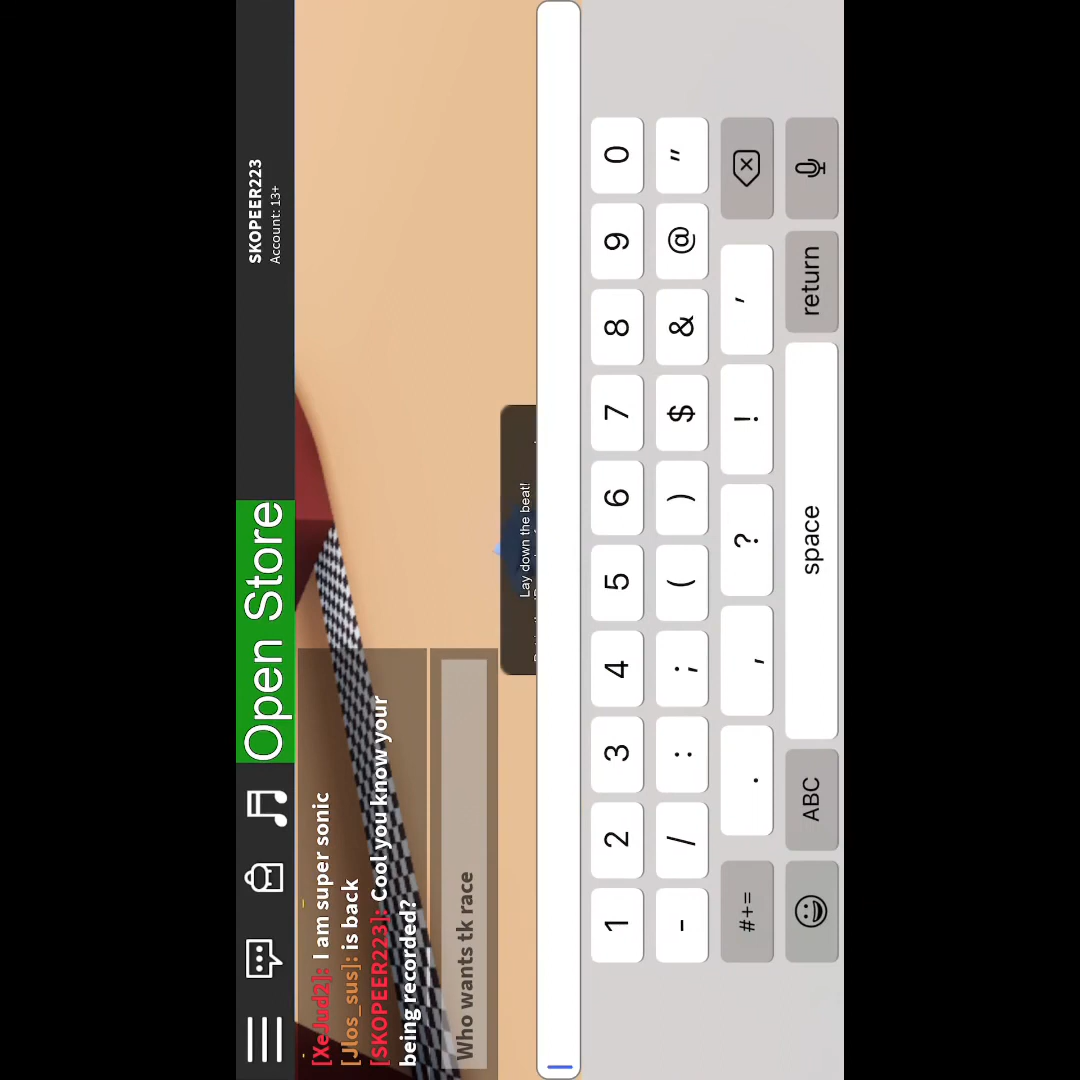 SKOPEER223
Account: 13+
Open Store
[XeJud2]: I am super sonic
[Jlos_sus]: is back
[SKOPEER223]: Cool you know your
being recorded?
Who wants tk race
Lay down the beat!
1 2 3 4 5 6 7 8 9 0
- / : ; ( ) $ & @ "
#+= . , ? ! '
ABC space return